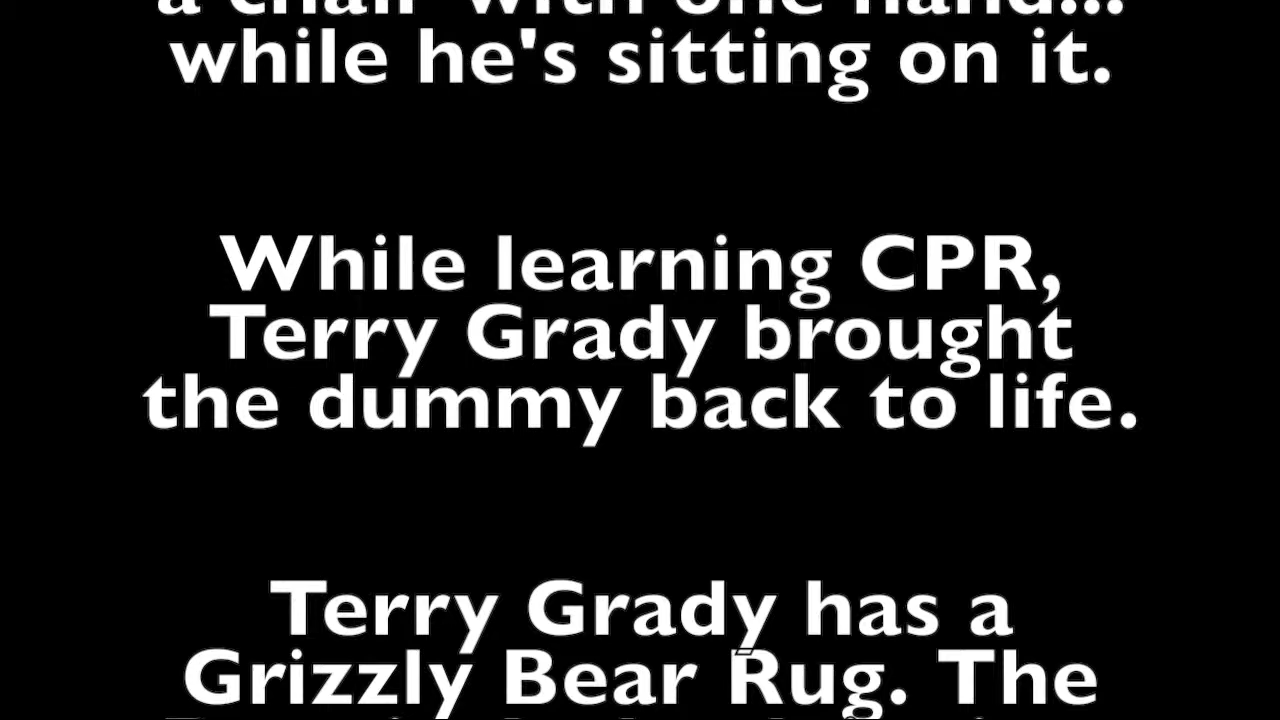 a chair with one hand...
while he's sitting on it.
While learning CPR,
Terry Grady brought
the dummy back to life.
Terry Grady has a
Grizzly Bear Rug. The